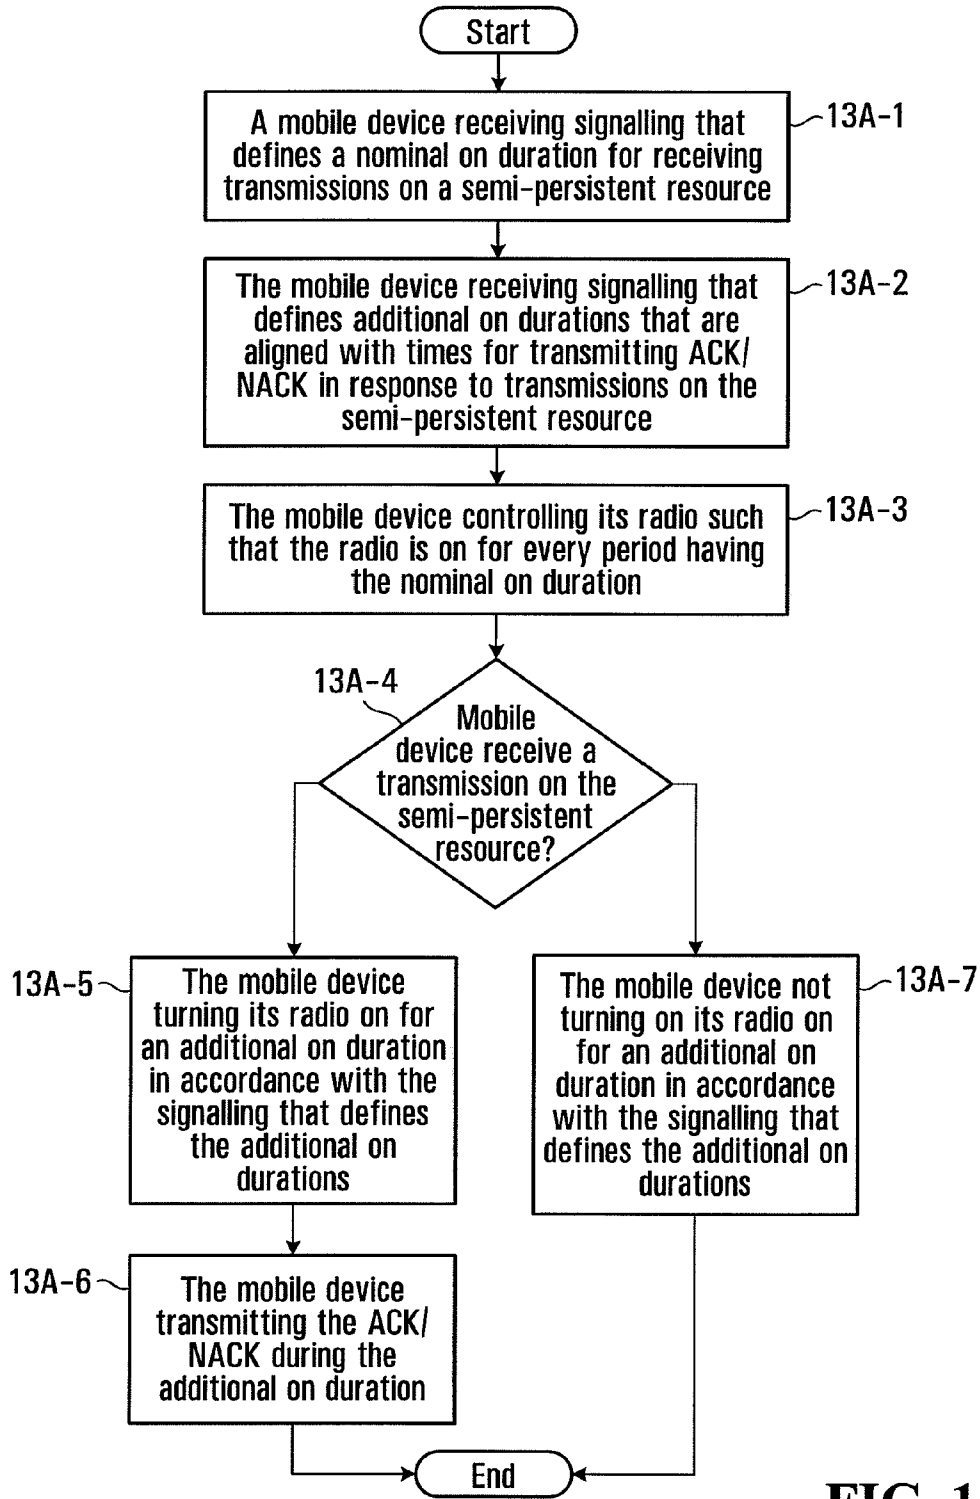 Start
A mobile device receiving signalling that
defines a nominal on duration for receiving
transmissions on a semi-persistent resource
13A-1
The mobile device receiving signalling that
defines additional on durations that are
aligned with times for transmitting ACK/
NACK in response to transmissions on the
semi-persistent resource
13A-2
The mobile device controlling its radio such
that the radio is on for every period having
the nominal on duration
13A-3
13A-4
Mobile
device receive a
transmission on the
semi-persistent
resource?
13A-5
The mobile device
turning its radio on for
an additional on duration
in accordance with the
signalling that defines
the additional on
durations
The mobile device not
turning on its radio on
for an additional on
duration in accordance
with the signalling that
defines the additional on
durations
13A-7
13A-6
The mobile device
transmitting the ACK/
NACK during the
additional on duration
End
FIG. 1